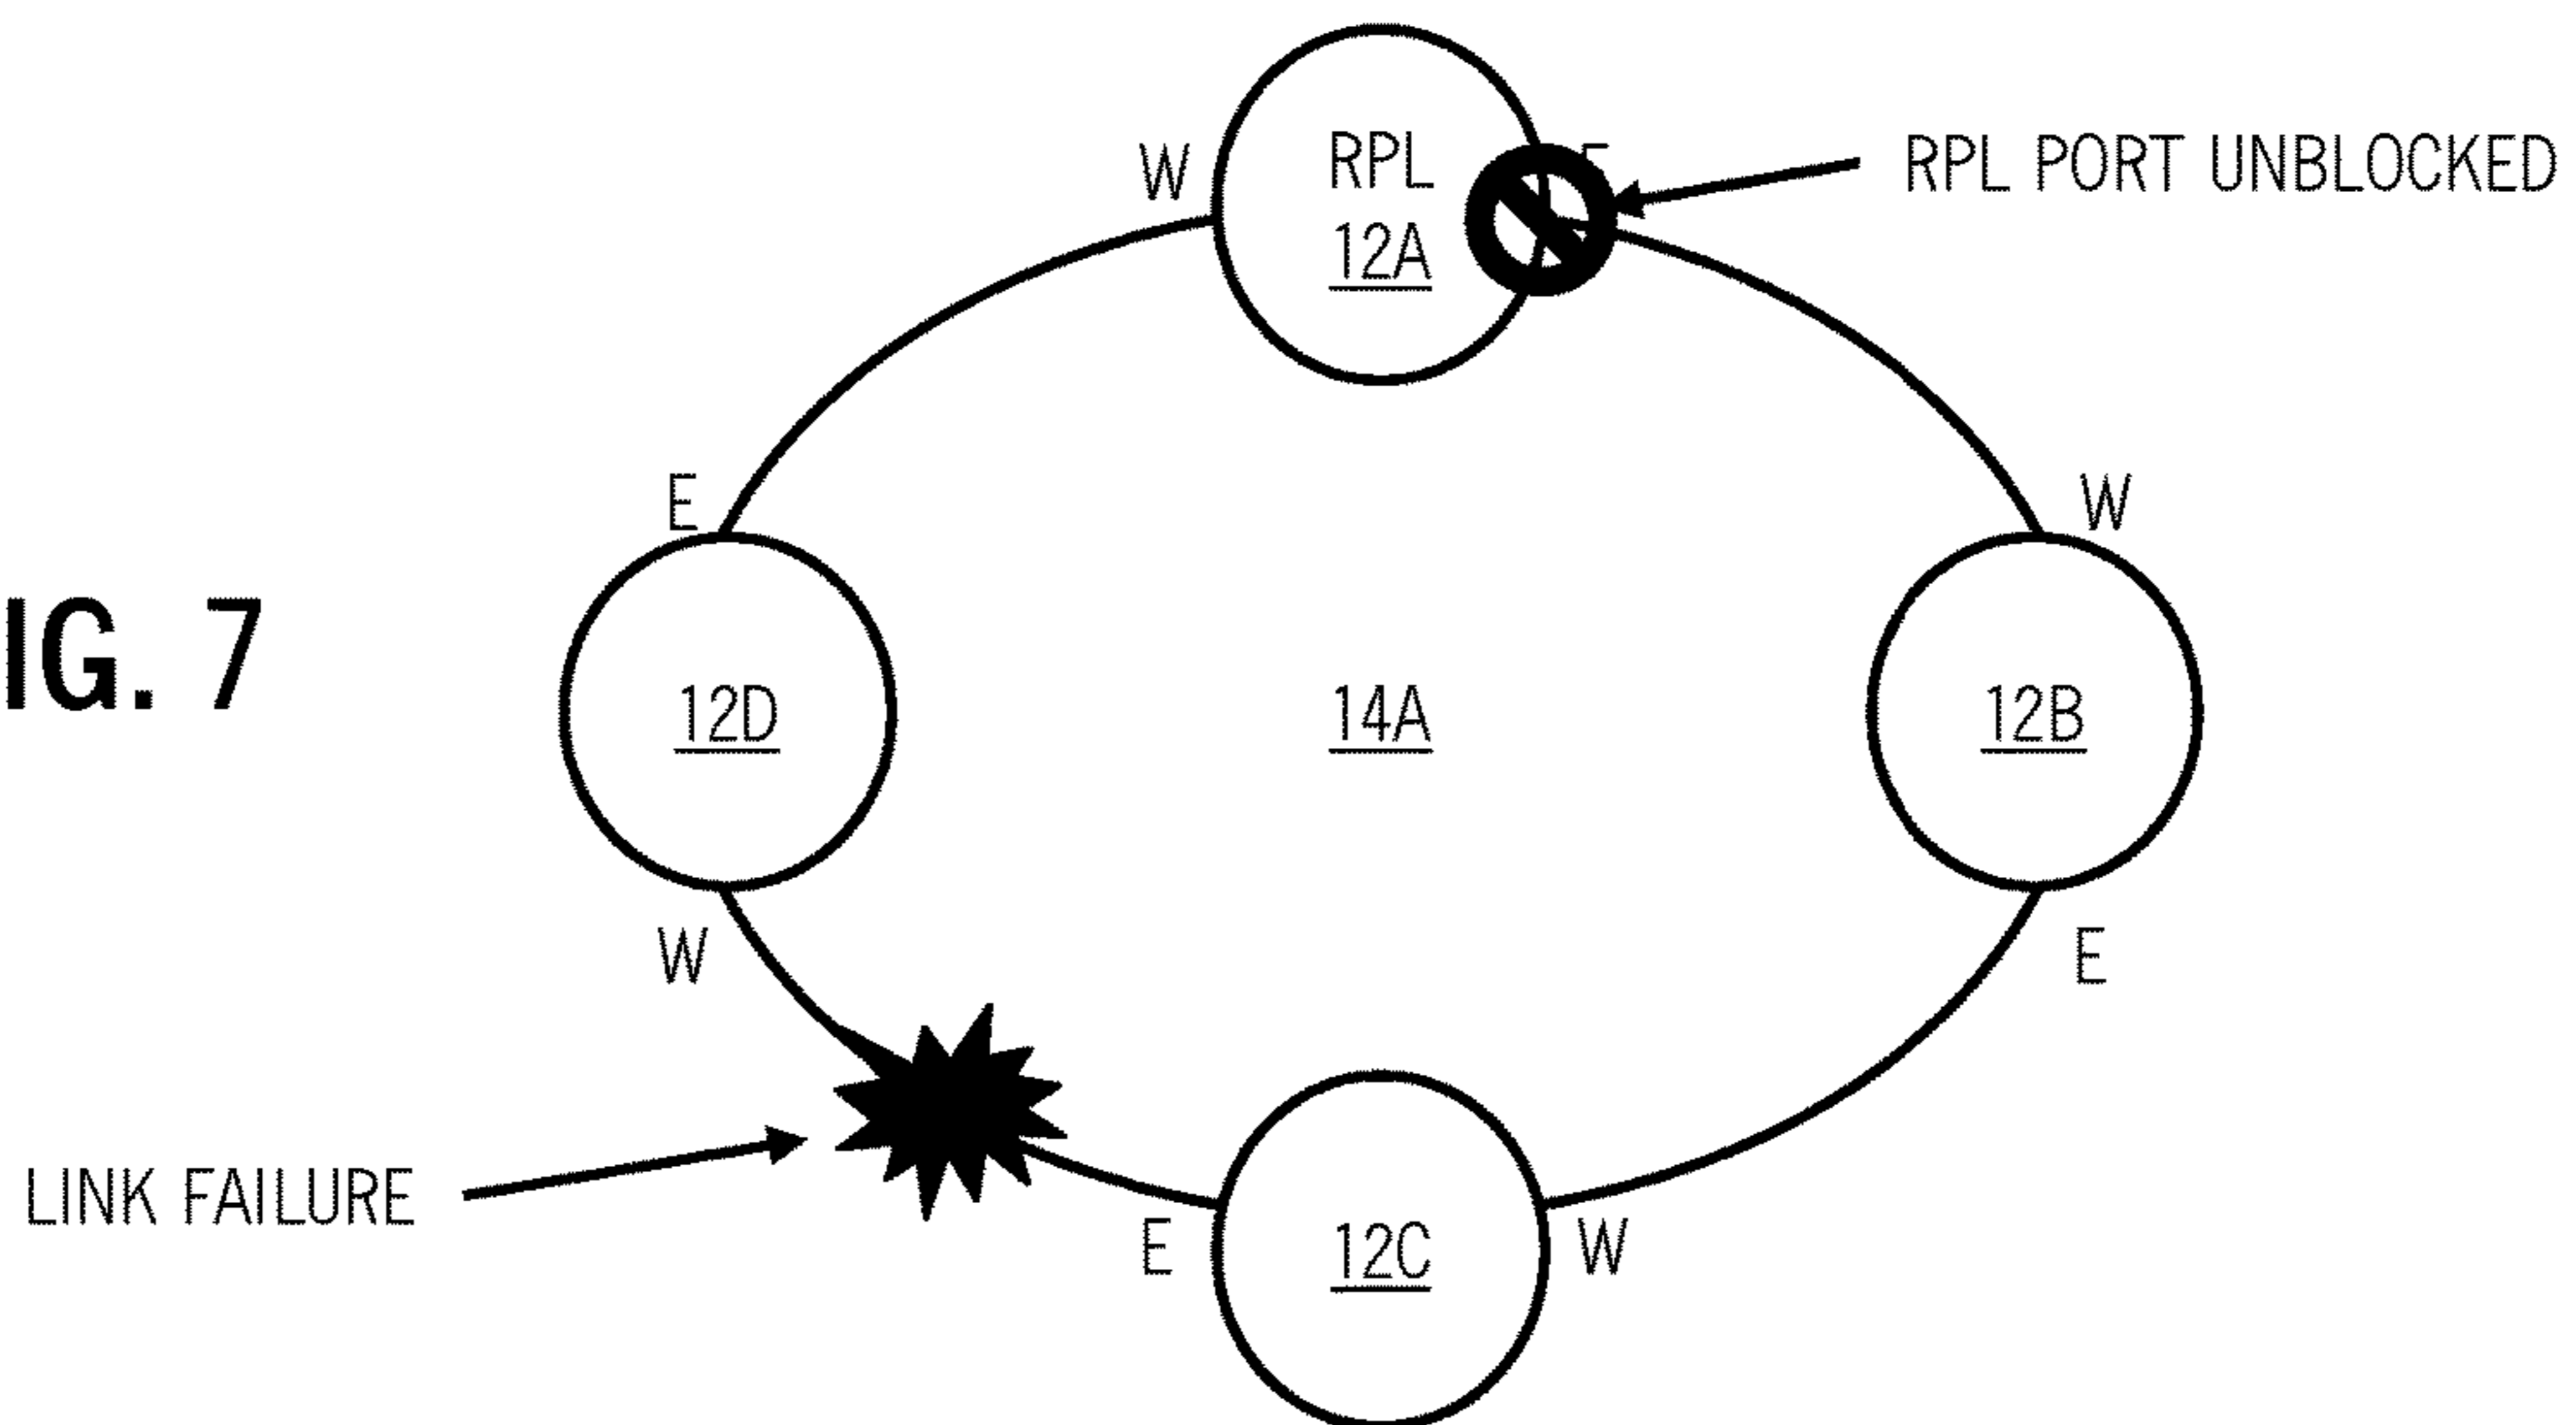 RPL PORT UNBLOCKED
W
RPL
12A
E
W
IG. 7
12D
14A
12B
W
E
LINK FAILURE
E
12C
W